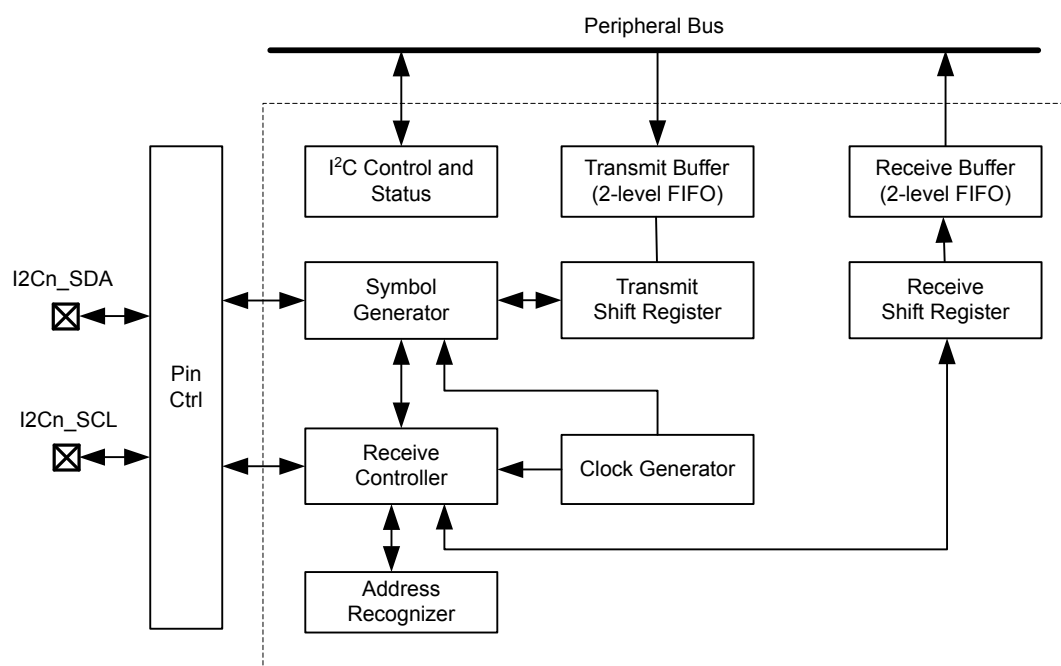 Peripheral Bus
I²C Control and
Status
Transmit Buffer
(2-level FIFO)
Receive Buffer
(2-level FIFO)
I2Cn_SDA
Symbol
Generator
Transmit
Shift Register
Receive
Shift Register
Pin
Ctrl
I2Cn_SCL
Receive
Controller
Clock Generator
Address
Recognizer